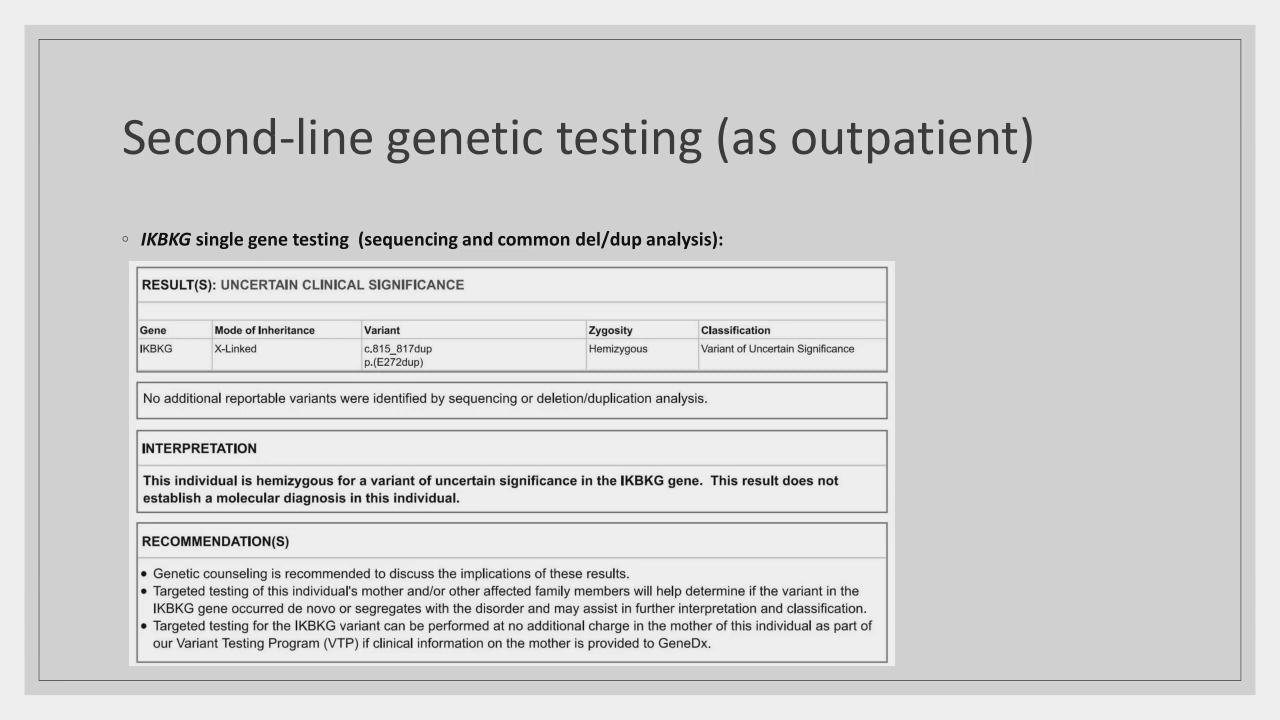 Second-line genetic testing (as outpatient)
◦ IKBKG single gene testing  (sequencing and common del/dup analysis):
RESULT(S): UNCERTAIN CLINICAL SIGNIFICANCE
Gene Mode of Inheritance Variant Zygosity Classification
IKBKG X-Linked c.815_817dup Hemizygous Variant of Uncertain Significance
p.(E272dup)
No additional reportable variants were identified by sequencing or deletion/duplication analysis.
INTERPRETATION
This individual is hemizygous for a variant of uncertain significance in the IKBKG gene.  This result does not
establish a molecular diagnosis in this individual.
RECOMMENDATION(S)
• Genetic counseling is recommended to discuss the implications of these results.
• Targeted testing of this individual's mother and/or other affected family members will help determine if the variant in the
IKBKG gene occurred de novo or segregates with the disorder and may assist in further interpretation and classification.
• Targeted testing for the IKBKG variant can be performed at no additional charge in the mother of this individual as part of
our Variant Testing Program (VTP) if clinical information on the mother is provided to GeneDx.